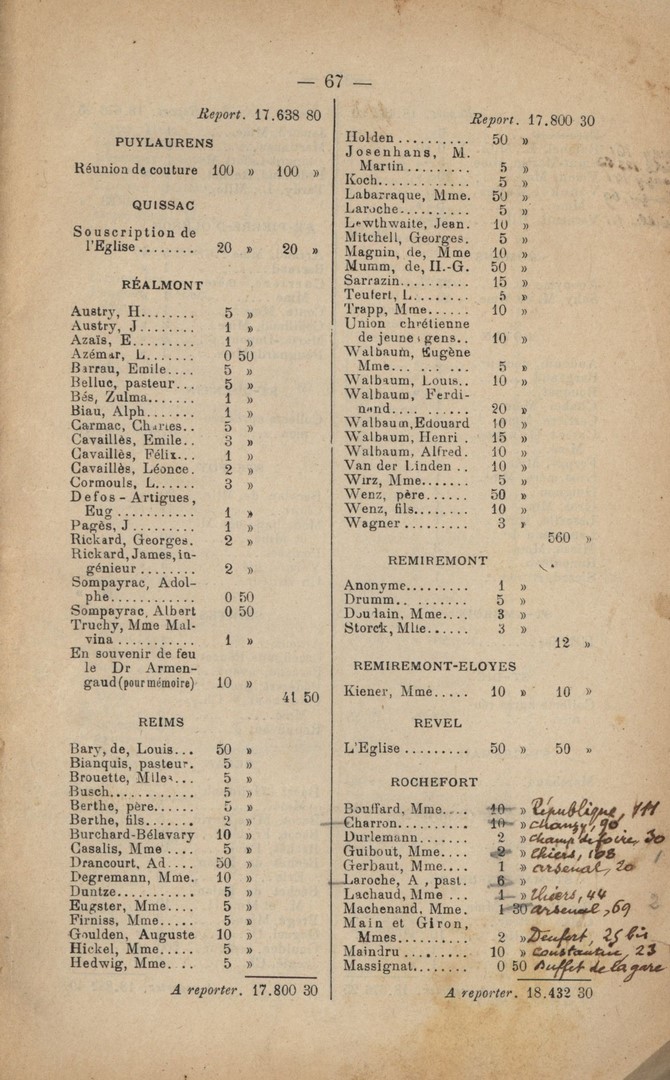 — 67 —
Report. 17.638 80
PUYLAURENS
Réunion de couture 100 » 100 »
QUISSAC
Souscription de
l'Eglise ........ 20 » 20 »
RÉALMONT
Austry, H........ 5 »
Austry, J ........ 1 »
Azaïs, E.......... 1 »
Azémar, L....... 0 50
Barrau, Emile.... 5 »
Belluc, pasteur... 5 »
Bés, Zulma....... 1 »
Biau, Alph....... 1 »
Carmac, Charles.. 5 »
Cavaillès, Emile.. 3 »
Cavaillès, Félix... 1 »
Cavaillès, Léonce. 2 »
Cormouls, L...... 3 »
Defos-Artigues,
Eug ........... 1 »
Pagès, J ......... 1 »
Rickard, Georges. 2 »
Rickard, James, in-
génieur ........ 2 »
Sompayrac, Adol-
phe............ 0 50
Sompayrac, Albert 0 50
Truchy, Mme Mal-
vina ........... 1 »
En souvenir de feu
le Dr Armen-
gaud (pour mémoire) 10 »
41 50
REIMS
Bary, de, Louis... 50 »
Bianquis, pasteur. 5 »
Brouette, Mlles... 5 »
Busch............ 5 »
Berthe, père...... 5 »
Berthe, fils....... 2 »
Burchard-Bélavary 10 »
Casalis, Mme .... 5 »
Drancourt, Ad.... 50 »
Degremann, Mme. 10 »
Duntze........... 5 »
Eugster, Mme.... 5 »
Firniss, Mme..... 5 »
Goulden, Auguste 10 »
Hickel, Mme..... 5 »
Hedwig, Mme.... 5 »
A reporter. 17.800 30
Report. 17.800 30
Holden .......... 50 »
Josenhans, M.
Martin ......... 5 »
Koch............. 5 »
Labarraque, Mme. 50 »
Laroche.......... 5 »
Lewthwaite, Jean. 10 »
Mitchell, Georges. 5 »
Magnin, de, Mme 10 »
Mumm, de, H.-G. 50 »
Sarrazin.......... 15 »
Teutert, L........ 5 »
Trapp, Mme...... 10 »
Union chrétienne
de jeunes gens.. 10 »
Walbaum, Eugène
Mme... ... ... 5 »
Walbaum, Louis.. 10 »
Walbaum, Ferdi-
nand.... ...... 20 »
Walbaum, Edouard 10 »
Walbaum, Henri . 15 »
Walbaum, Alfred. 10 »
Van der Linden .. 10 »
Wirz, Mme....... 5 »
Wenz, père...... 50 »
Wenz, fils........ 10 »
Wagner ......... 3 »
560 »
REMIREMONT
Anonyme......... 1 »
Drumm.. ........ 5 »
Doulain, Mme.... 3 »
Storck, Mlle...... 3 »
12 »
REMIREMONT-ELOYES
Kiener, Mme..... 10 » 10 »
REVEL
L'Eglise ......... 50 » 50 »
ROCHEFORT
Bouffard, Mme.... 10 » République, 111
Charron.......... 10 » Chanzy, 90
Durlemann....... 2 » champ de foire, 30
Guibout, Mme.... 2 » thiers, 108
Gerbaut, Mme.... 1 » arsenal, 20
Laroche, A, past. 6 »
Lachaud, Mme ... 1 » thiers, 44
Machenand, Mme. 1 30 arsenal, 69
Main et Giron,
Mmes........... 2 » Denfert, 25 bis
Maindru ......... 10 » Constantine, 23
Massignat........ 0 50 Buffet de la gare
A reporter. 18.432 30